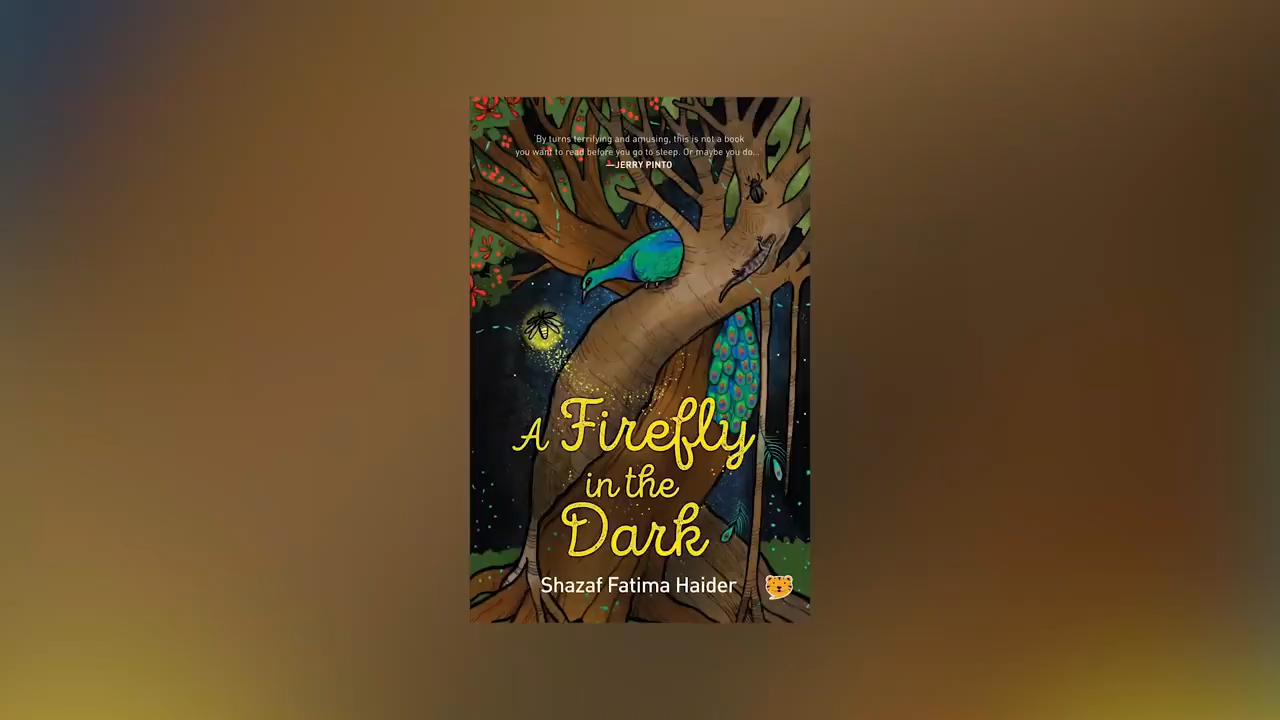 'By turns terrifying and amusing, this is not a book
you want to read before you go to sleep. Or maybe you do...
—JERRY PINTO
A Firefly
in the
Dark
Shazaf Fatima Haider